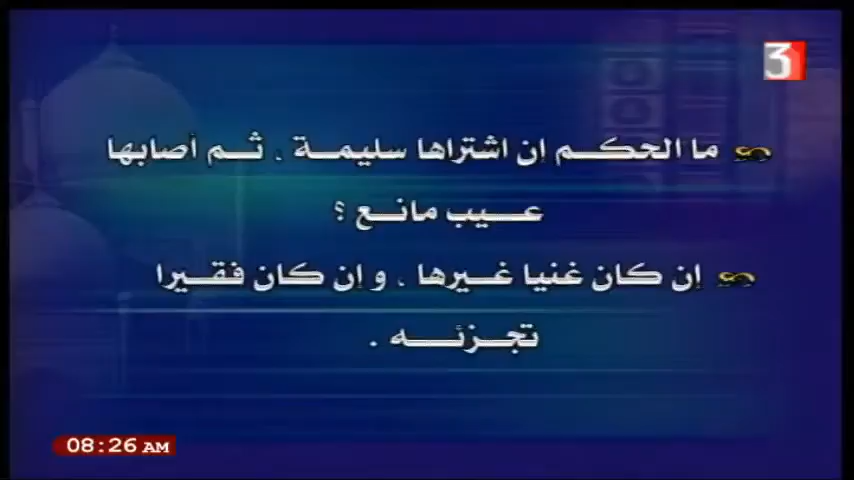 3
ما الحكم إن اشتراها سليمة ، ثم أصابها
عيب مانع ؟
إن كان غنيا غيرها ، وإن كان فقيرا
تجزئه .
08:26 AM